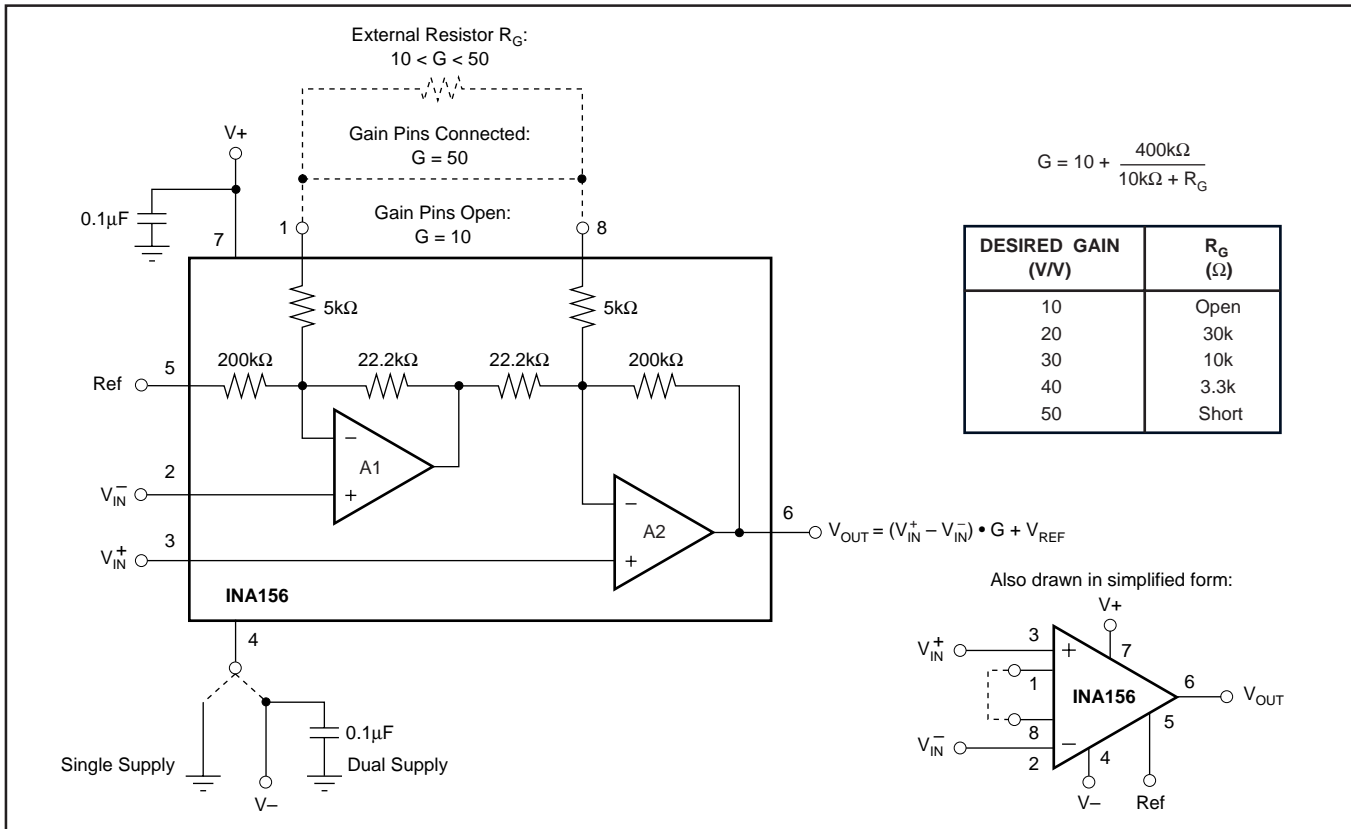 External Resistor R_G:
10 < G < 50
Gain Pins Connected:
G = 50
Gain Pins Open:
G = 10
V+
0.1µF
7
1
8
5kΩ
5kΩ
200kΩ
22.2kΩ
22.2kΩ
200kΩ
Ref
5
−
A1
+
2
V_IN^−
3
V_IN^+
−
A2
+
6
V_OUT = (V_IN^+ – V_IN^−) • G + V_REF
INA156
4
0.1µF
Single Supply
Dual Supply
V–
G = 10 + 400kΩ / 10kΩ + R_G
DESIRED GAIN (V/V)
R_G (Ω)
10 Open
20 30k
30 10k
40 3.3k
50 Short
Also drawn in simplified form:
V+
V_IN^+
3
+
7
1
INA156
6
V_OUT
8
5
V_IN^−
2
−
4
V–
Ref